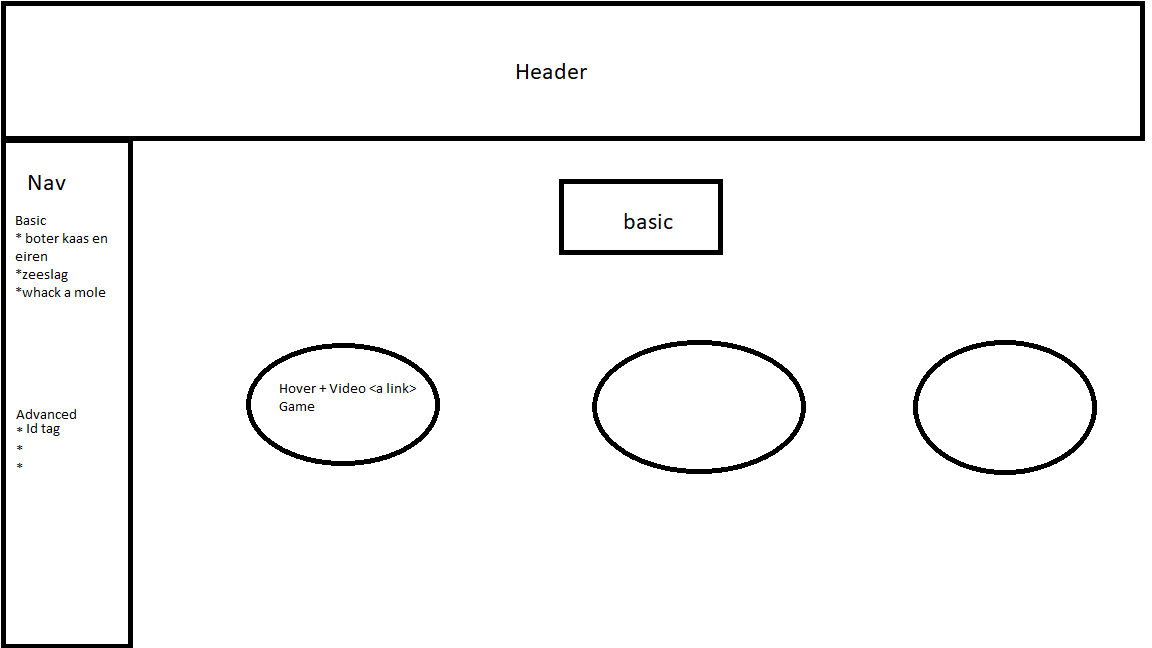 Header
Nav
Basic
* boter kaas en
eiren
*zeeslag
*whack a mole
Advanced
* Id tag
*
*
basic
Hover + Video <a link>
Game